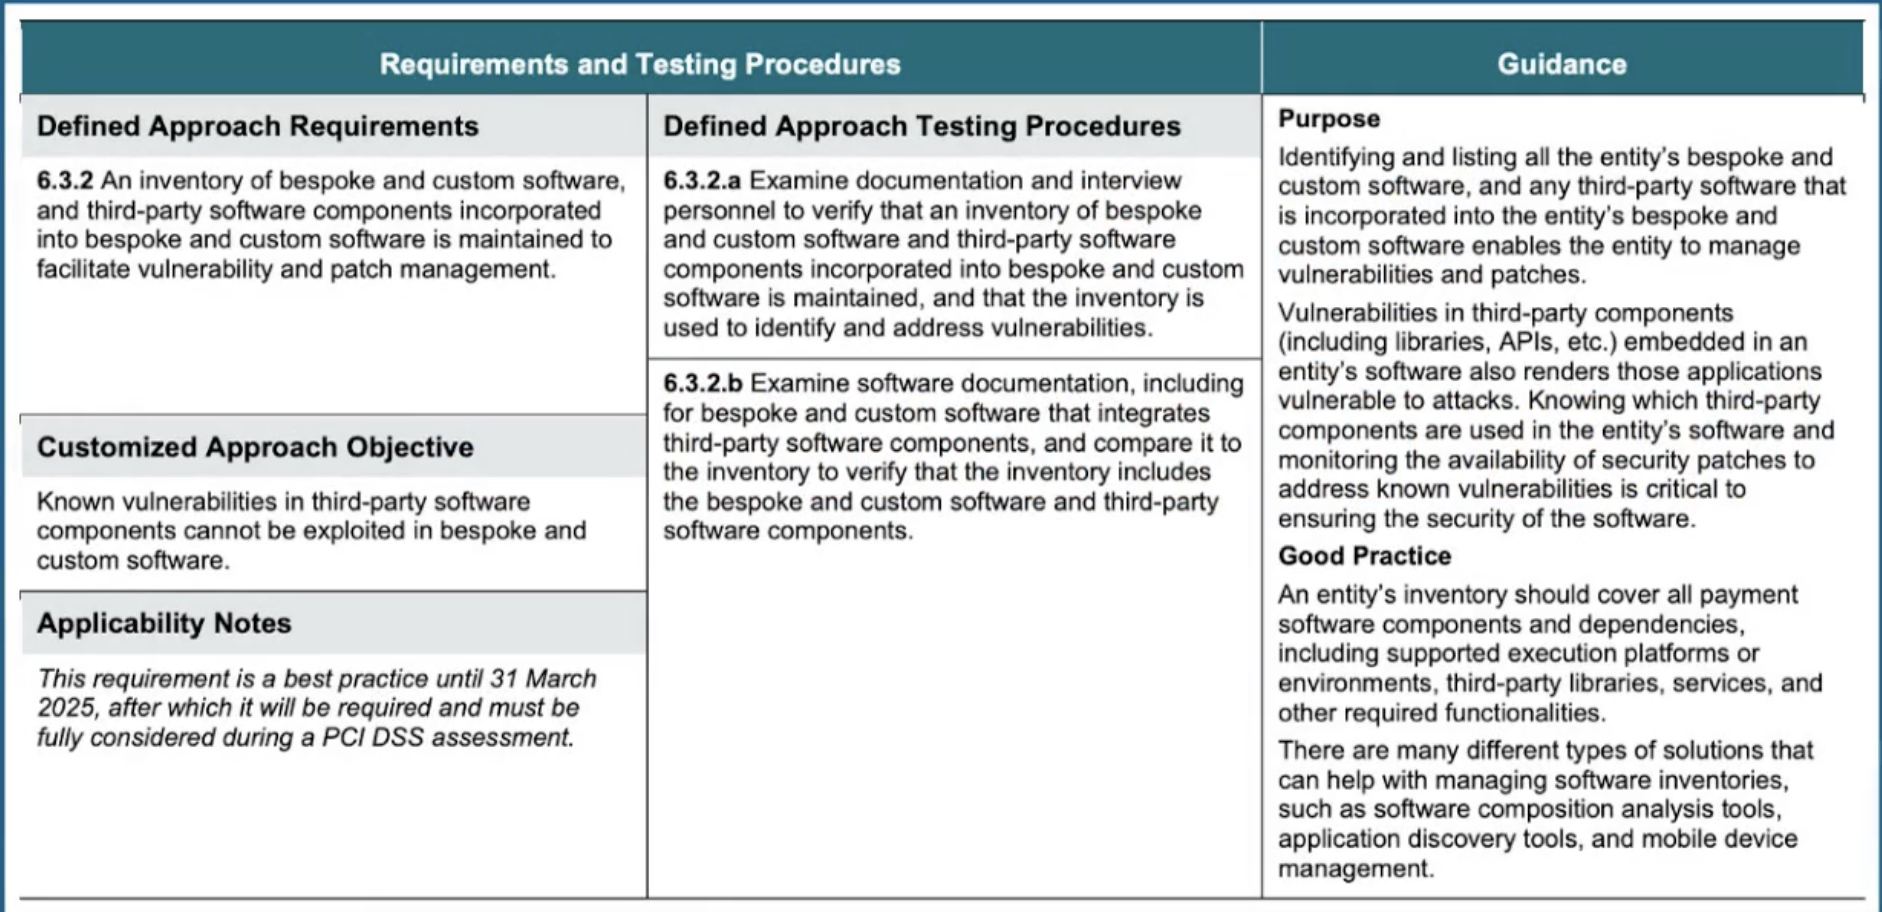 Requirements and Testing Procedures
Guidance
Defined Approach Requirements
6.3.2 An inventory of bespoke and custom software,
and third-party software components incorporated
into bespoke and custom software is maintained to
facilitate vulnerability and patch management.
Customized Approach Objective
Known vulnerabilities in third-party software
components cannot be exploited in bespoke and
custom software.
Applicability Notes
This requirement is a best practice until 31 March
2025, after which it will be required and must be
fully considered during a PCI DSS assessment.
Defined Approach Testing Procedures
6.3.2.a Examine documentation and interview
personnel to verify that an inventory of bespoke
and custom software and third-party software
components incorporated into bespoke and custom
software is maintained, and that the inventory is
used to identify and address vulnerabilities.
6.3.2.b Examine software documentation, including
for bespoke and custom software that integrates
third-party software components, and compare it to
the inventory to verify that the inventory includes
the bespoke and custom software and third-party
software components.
Purpose
Identifying and listing all the entity's bespoke and
custom software, and any third-party software that
is incorporated into the entity's bespoke and
custom software enables the entity to manage
vulnerabilities and patches.
Vulnerabilities in third-party components
(including libraries, APIs, etc.) embedded in an
entity's software also renders those applications
vulnerable to attacks. Knowing which third-party
components are used in the entity's software and
monitoring the availability of security patches to
address known vulnerabilities is critical to
ensuring the security of the software.
Good Practice
An entity's inventory should cover all payment
software components and dependencies,
including supported execution platforms or
environments, third-party libraries, services, and
other required functionalities.
There are many different types of solutions that
can help with managing software inventories,
such as software composition analysis tools,
application discovery tools, and mobile device
management.